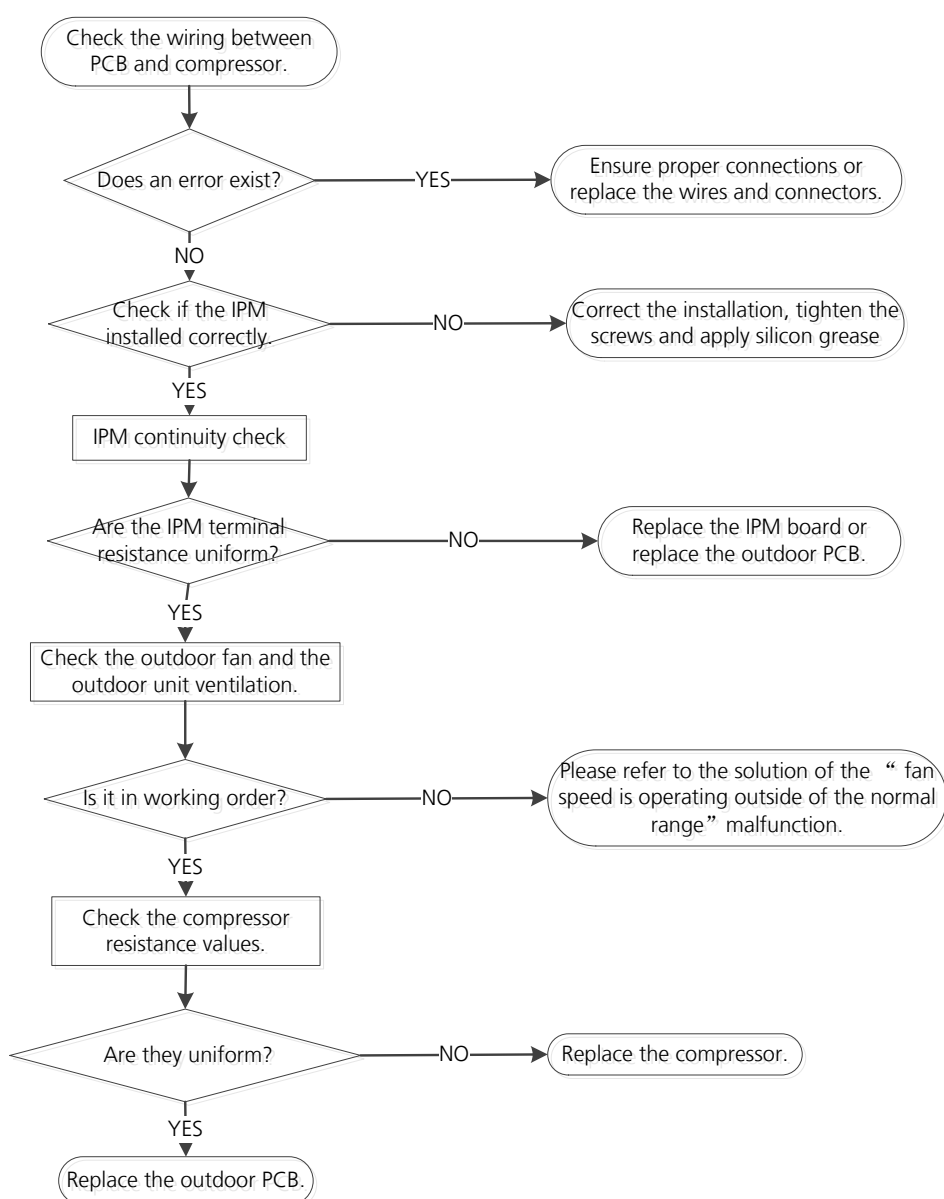 Check the wiring between
PCB and compressor.
Does an error exist?
YES
Ensure proper connections or
replace the wires and connectors.
NO
Check if the IPM
installed correctly.
NO
Correct the installation, tighten the
screws and apply silicon grease
YES
IPM continuity check
Are the IPM terminal
resistance uniform?
NO
Replace the IPM board or
replace the outdoor PCB.
YES
Check the outdoor fan and the
outdoor unit ventilation.
Is it in working order?
NO
Please refer to the solution of the “ fan
speed is operating outside of the normal
range” malfunction.
YES
Check the compressor
resistance values.
Are they uniform?
NO
Replace the compressor.
YES
Replace the outdoor PCB.